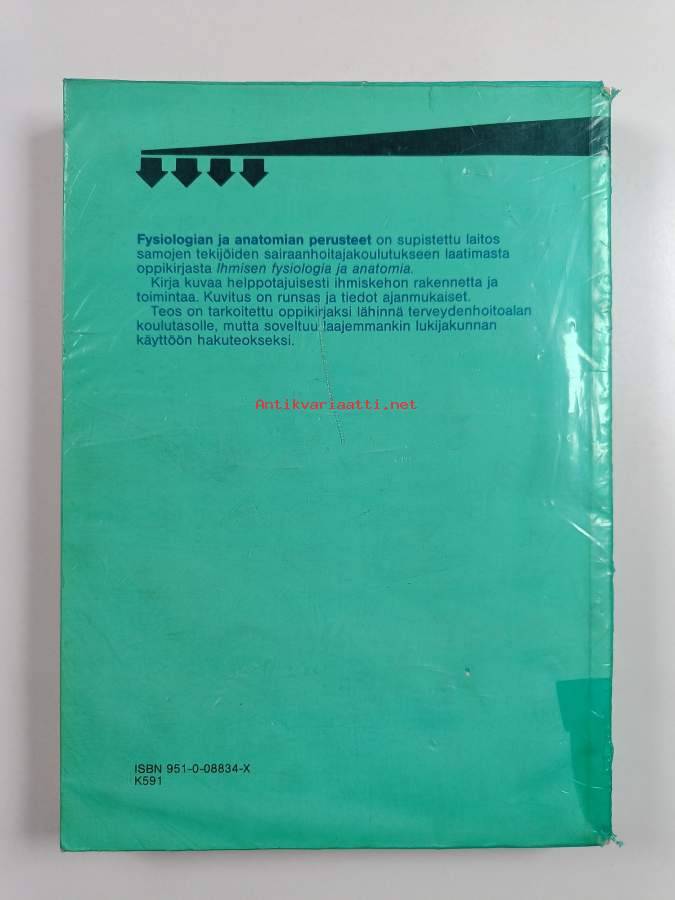 Fysiologian ja anatomian perusteet on supistettu laitos
samojen tekijöiden sairaanhoitajakoulutukseen laatimasta
oppikirjasta Ihmisen fysiologia ja anatomia.
Kirja kuvaa helppotajuisesti ihmiskehon rakennetta ja
toimintaa. Kuvitus on runsas ja tiedot ajanmukaiset.
Teos on tarkoitettu oppikirjaksi lähinnä terveydenhoitoalan
koulutasolle, mutta soveltuu laajemmankin lukijakunnan
käyttöön hakuteokseksi.
Antikvariaatti.net
ISBN 951-0-08834-X
K591